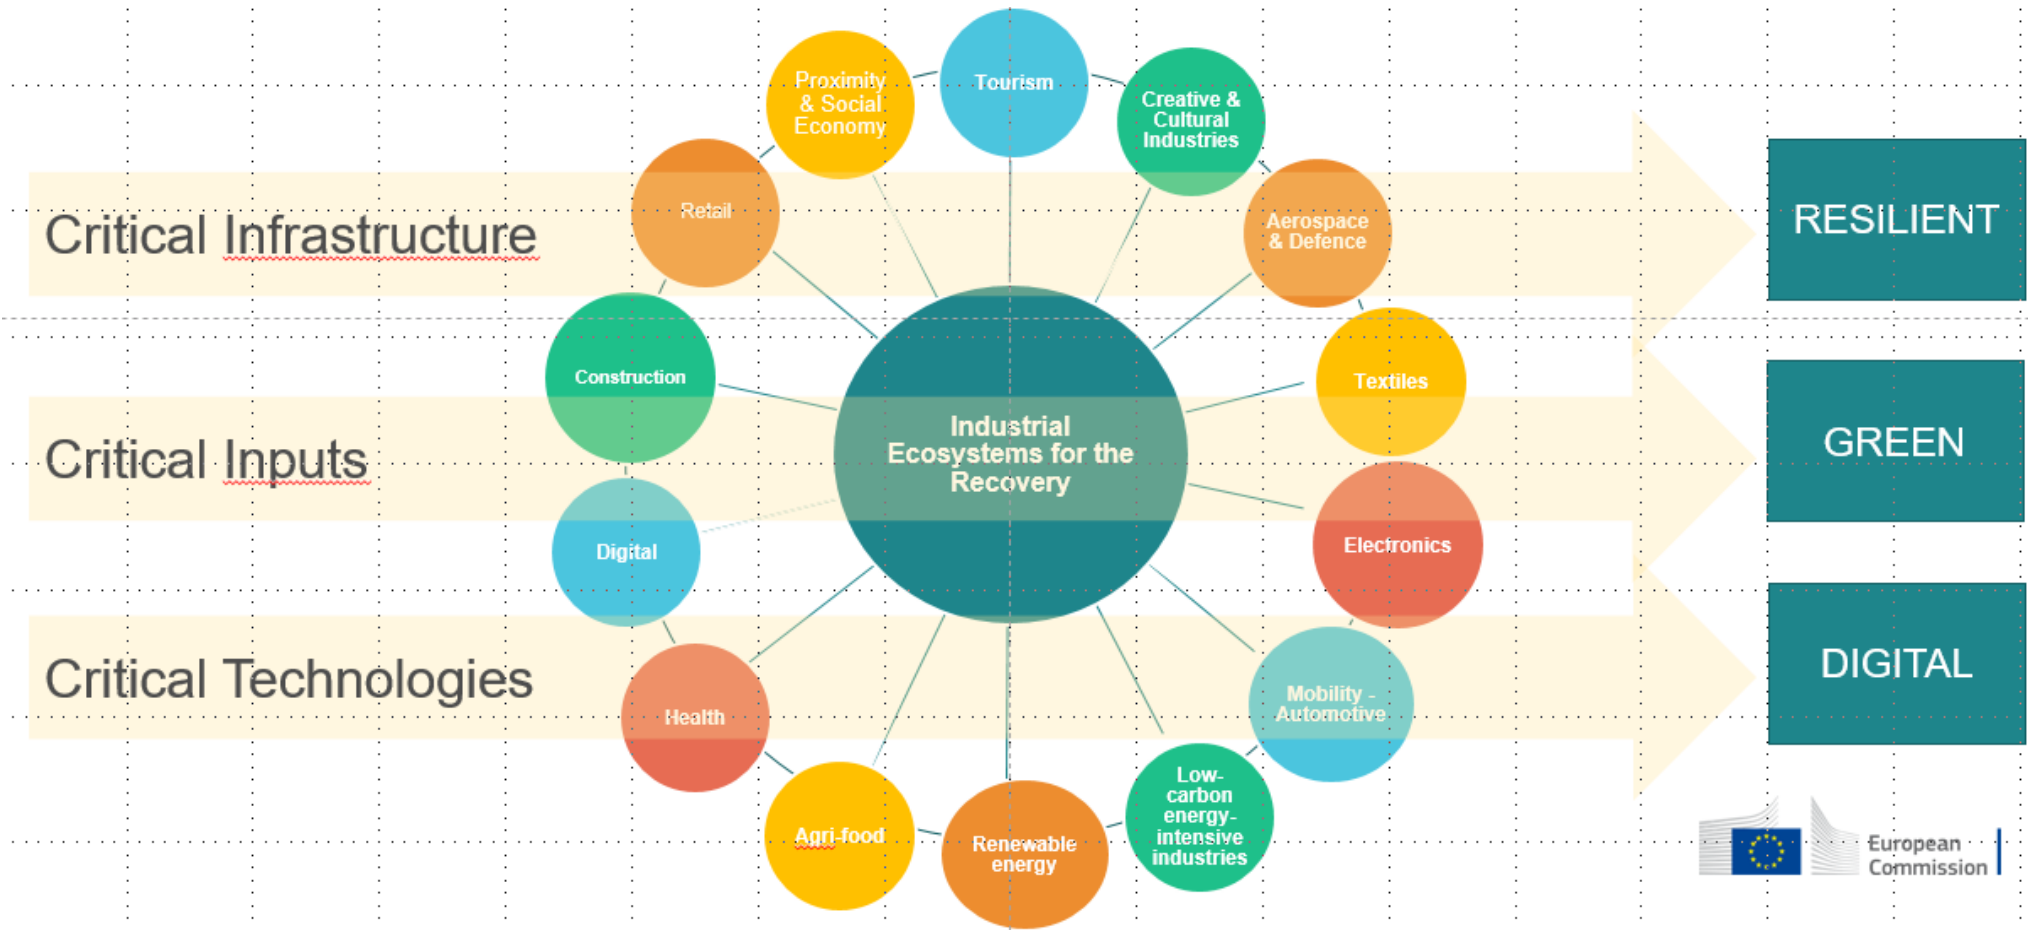 Proximity
& Social
Economy
Tourism
Creative &
Cultural
Industries
Retail
Aerospace
& Defence
Critical Infrastructure
RESILIENT
Construction
Textiles
Industrial
Ecosystems for the
Recovery
Critical Inputs
GREEN
Digital
Electronics
Critical Technologies
Health
Mobility -
Automotive
DIGITAL
Agri-food
Renewable
energy
Low-
carbon
energy-
intensive
industries
European
Commission